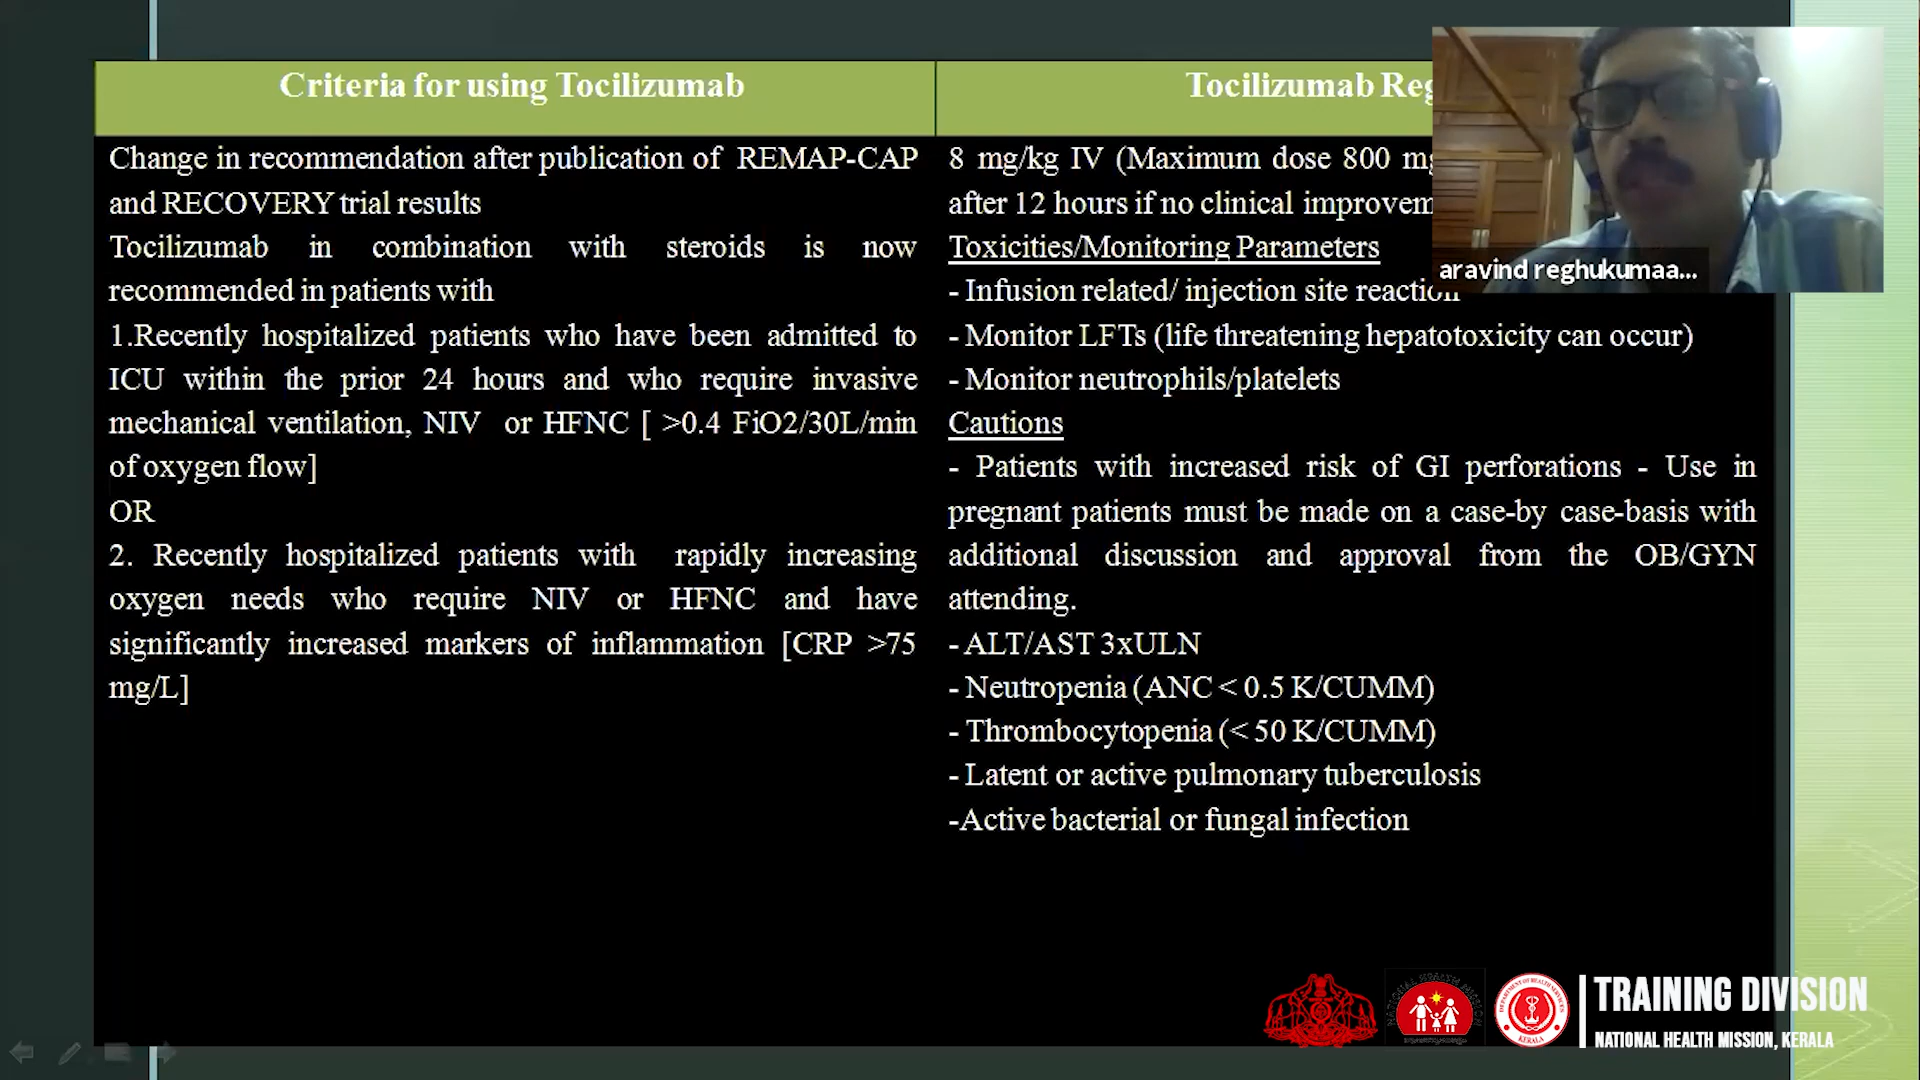 Criteria for using Tocilizumab
Change in recommendation after publication of REMAP-CAP
and RECOVERY trial results
Tocilizumab in combination with steroids is now
recommended in patients with
1.Recently hospitalized patients who have been admitted to
ICU within the prior 24 hours and who require invasive
mechanical ventilation, NIV or HFNC [ >0.4 FiO2/30L/min
of oxygen flow]
OR
2. Recently hospitalized patients with rapidly increasing
oxygen needs who require NIV or HFNC and have
significantly increased markers of inflammation [CRP >75
mg/L]
Tocilizumab
8 mg/kg IV (Maximum dose 800
after 12 hours if no clinical
Toxicities/Monitoring Parameters
- Infusion related/ injection site reaction
- Monitor LFTs (life threatening hepatotoxicity can occur)
- Monitor neutrophils/platelets
Cautions
- Patients with increased risk of GI perforations - Use in
pregnant patients must be made on a case-by case-basis with
additional discussion and approval from the OB/GYN
attending.
- ALT/AST 3xULN
- Neutropenia (ANC < 0.5 K/CUMM)
- Thrombocytopenia (< 50 K/CUMM)
- Latent or active pulmonary tuberculosis
-Active bacterial or fungal infection
aravind reghukumaa...
TRAINING DIVISION
NATIONAL HEALTH MISSION, KERALA